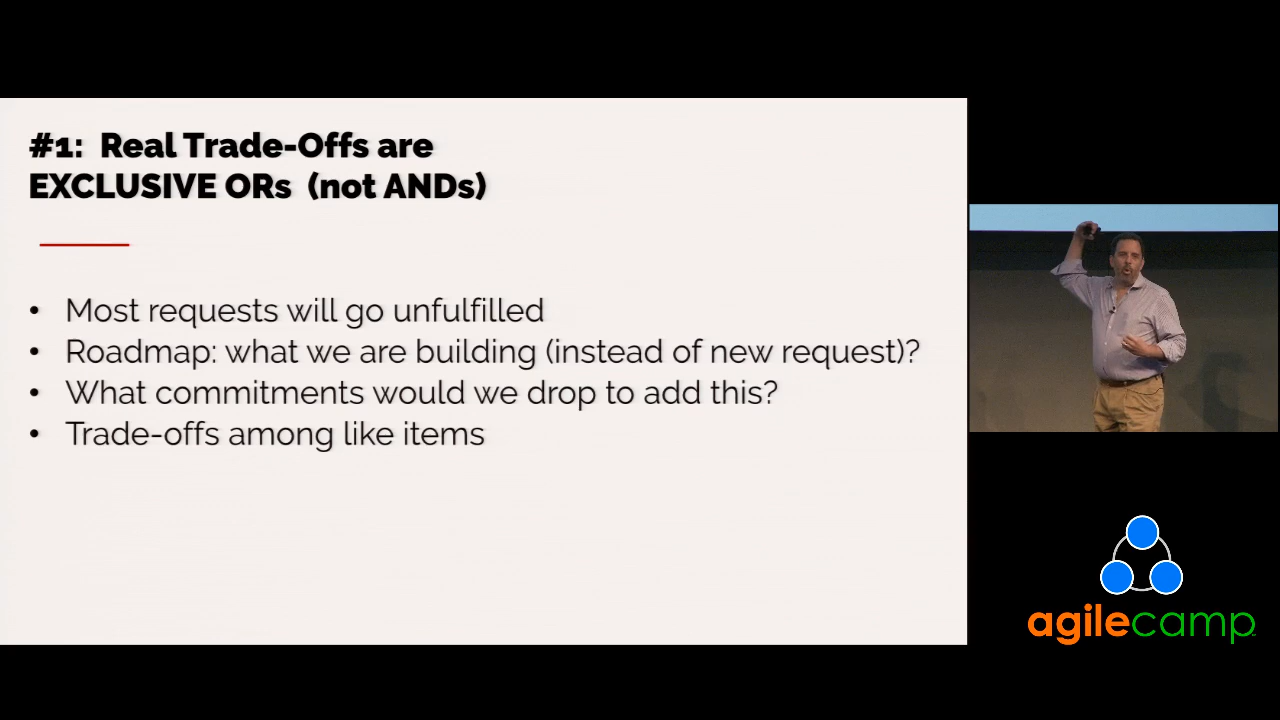 #1: Real Trade-Offs are
EXCLUSIVE ORs (not ANDs)
• Most requests will go unfulfilled
• Roadmap: what we are building (instead of new request)?
• What commitments would we drop to add this?
• Trade-offs among like items
agilecamp